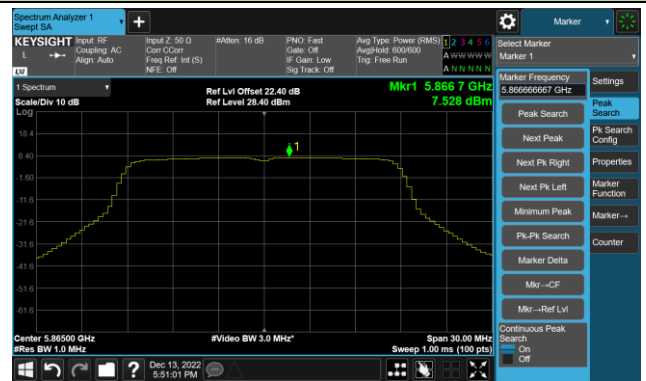 Spectrum Analyzer 1
Swept SA
Marker
KEYSIGHT
L
LXI
Input: RF
Coupling: AC
Align: Auto
Input Z: 50 Ω
Corr CCorr
Freq Ref: Int (S)
NFE: Off
#Atten: 16 dB
PNO: Fast
Gate: Off
IF Gain: Low
Sig Track: Off
Avg Type: Power (RMS)
Avg|Hold: 600/600
Trig: Free Run
1 2 3 4 5 6
A W W W W W
A N N N N N
Select Marker
Marker 1
1 Spectrum
Scale/Div 10 dB
Log
Ref Lvl Offset 22.40 dB
Ref Level 28.40 dBm
Mkr1 5.866 7 GHz
7.528 dBm
18.4
8.40
-1.60
-11.6
-21.6
-31.6
-41.6
-51.6
-61.6
1
Center 5.86500 GHz
#Res BW 1.0 MHz
#Video BW 3.0 MHz*
Span 30.00 MHz
Sweep 1.00 ms (100 pts)
Marker Frequency
5.866666667 GHz
Peak Search
Next Peak
Next Pk Right
Next Pk Left
Minimum Peak
Pk-Pk Search
Marker Delta
Mkr→CF
Mkr→Ref Lvl
Continuous Peak
Search
On
Off
Settings
Peak
Search
Pk Search
Config
Properties
Marker
Function
Marker→
Counter
?
Dec 13, 2022
5:51:01 PM